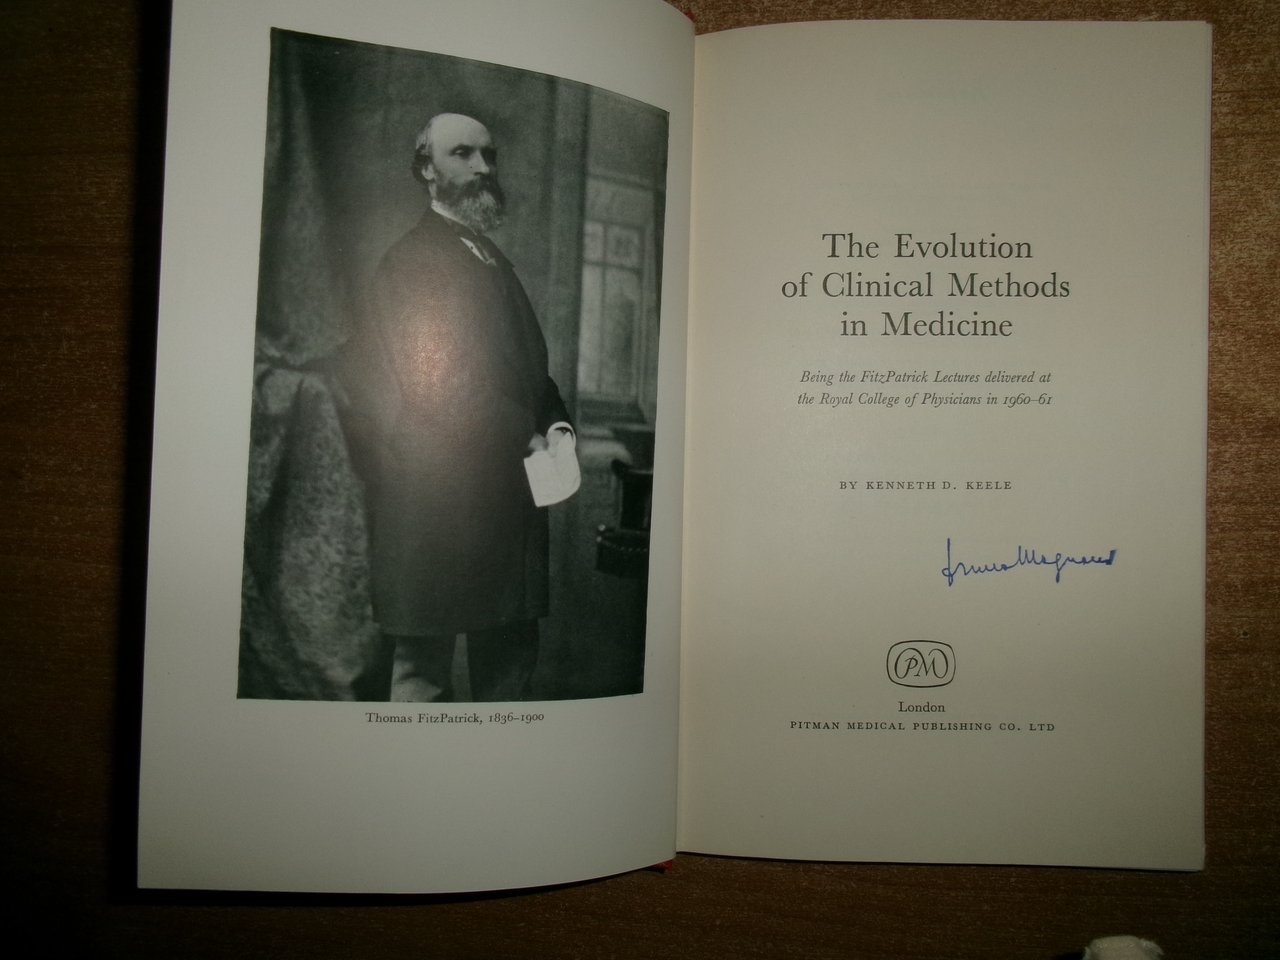 Thomas FitzPatrick, 1836–1900
The Evolution
of Clinical Methods
in Medicine
Being the FitzPatrick Lectures delivered at
the Royal College of Physicians in 1960–61
BY KENNETH D. KEELE
PM
London
PITMAN MEDICAL PUBLISHING CO. LTD